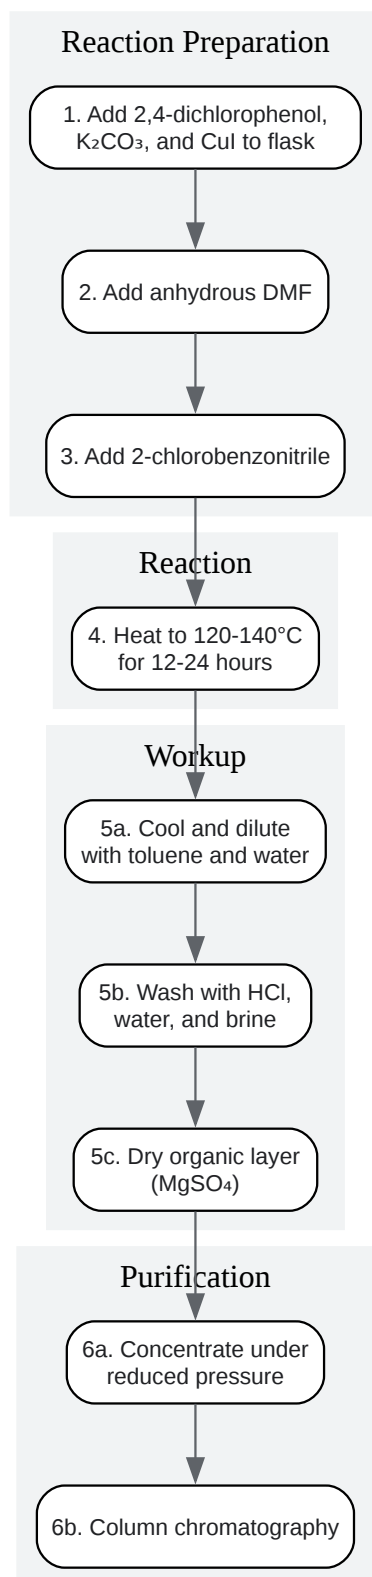 Reaction Preparation
1. Add 2,4-dichlorophenol,
K₂CO₃, and CuI to flask
2. Add anhydrous DMF
3. Add 2-chlorobenzonitrile
Reaction
4. Heat to 120-140°C
for 12-24 hours
Workup
5a. Cool and dilute
with toluene and water
5b. Wash with HCl,
water, and brine
5c. Dry organic layer
(MgSO₄)
Purification
6a. Concentrate under
reduced pressure
6b. Column chromatography